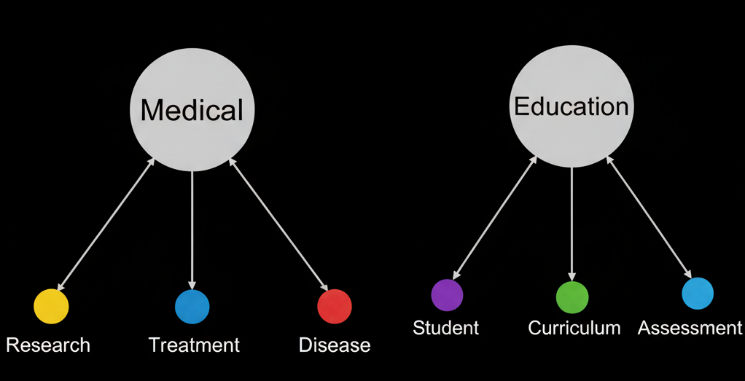 Medical
Education
Research
Treatment
Disease
Student
Curriculum
Assessment